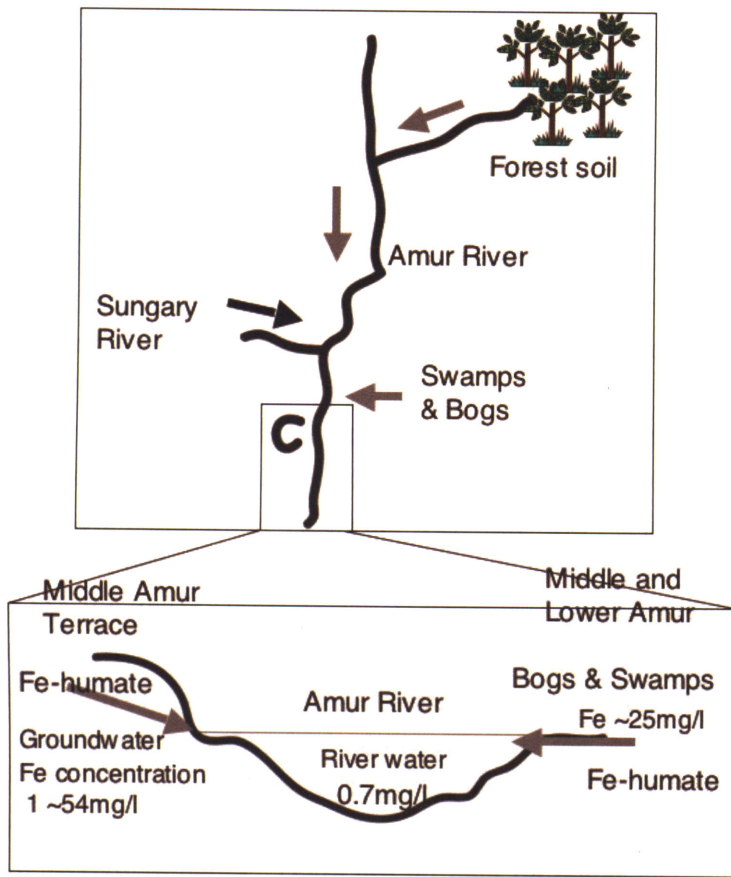 Forest soil
Amur River
Sungary
River
Swamps
& Bogs
C
Middle Amur
Terrace
Middle and
Lower Amur
Fe-humate
Amur River
Bogs & Swamps
Fe ~25mg/l
Groundwater
Fe concentration
1 ~54mg/l
River water
0.7mg/l
Fe-humate